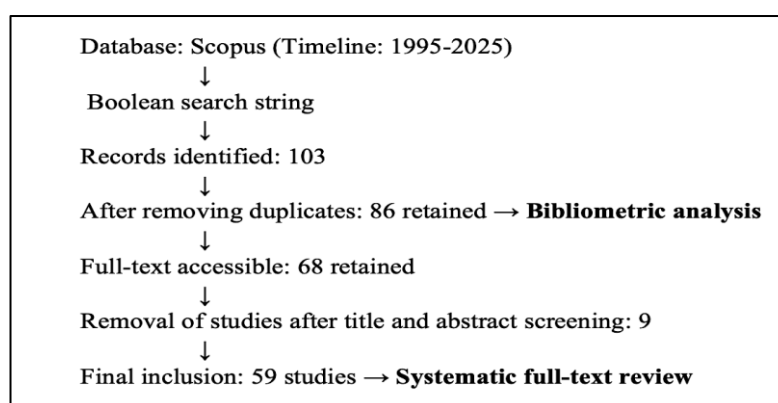 Database: Scopus (Timeline: 1995-2025)
↓
Boolean search string
↓
Records identified: 103
↓
After removing duplicates: 86 retained → Bibliometric analysis
↓
Full-text accessible: 68 retained
↓
Removal of studies after title and abstract screening: 9
↓
Final inclusion: 59 studies → Systematic full-text review